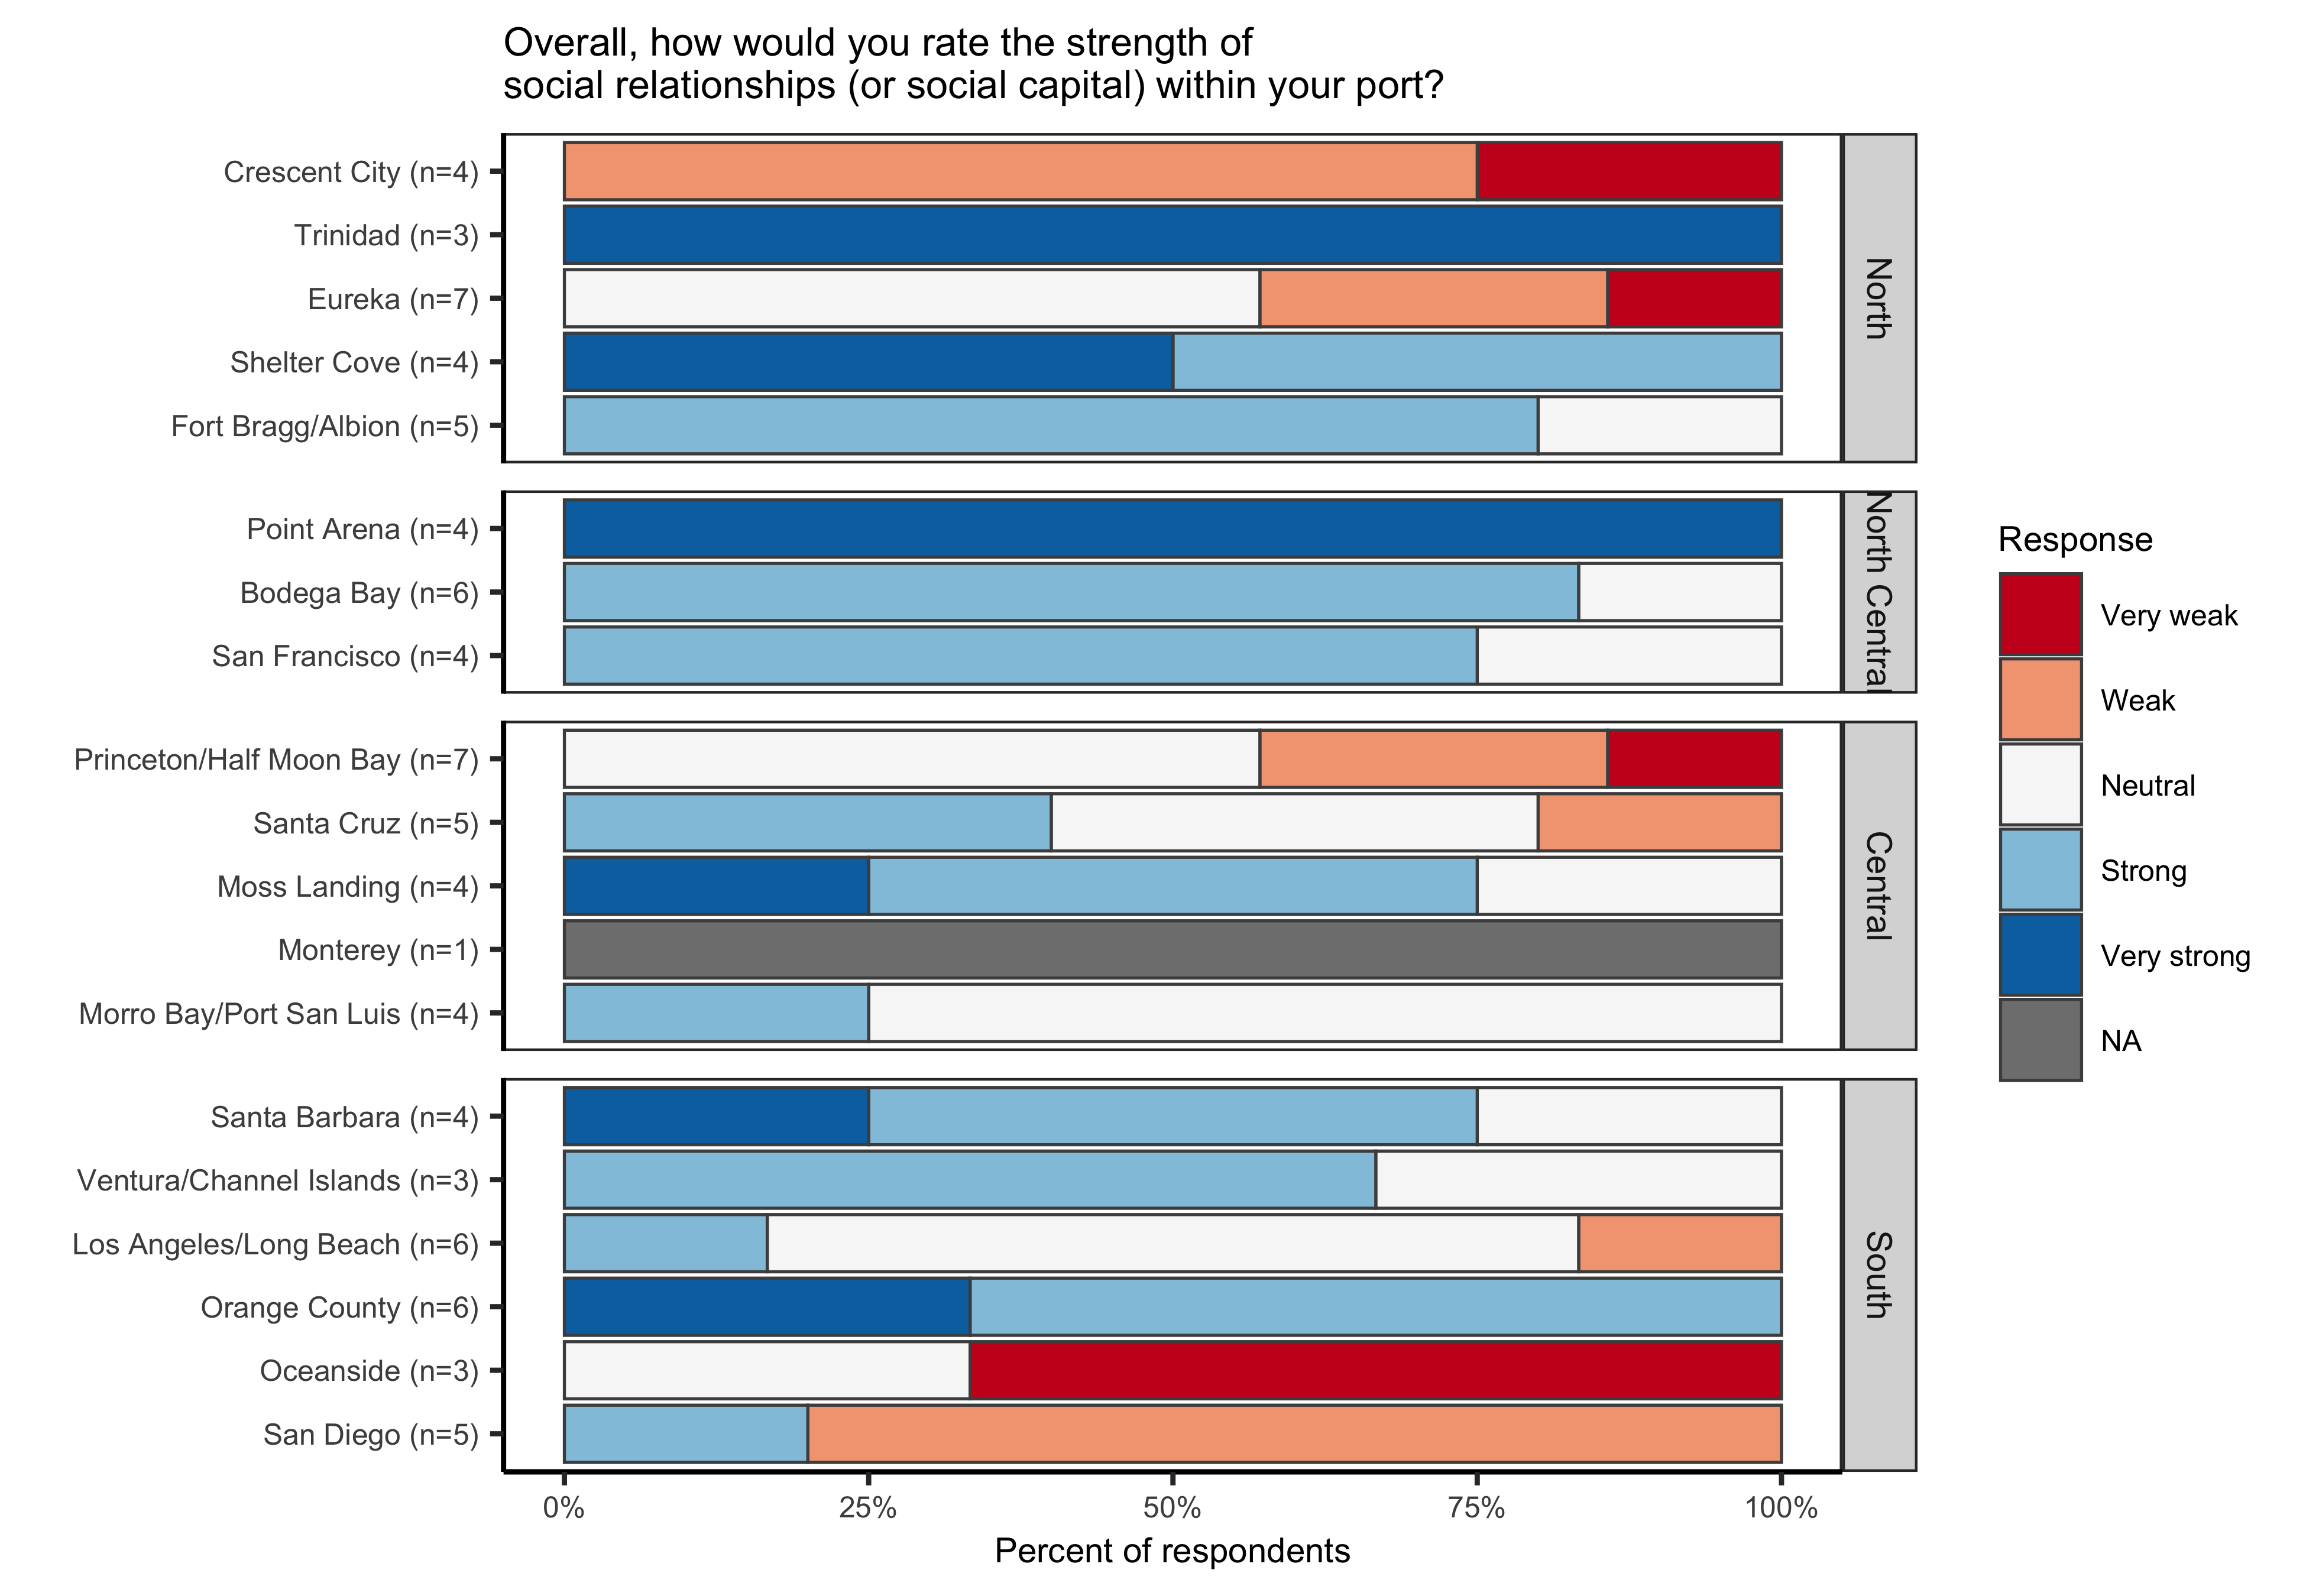 Overall, how would you rate the strength of
social relationships (or social capital) within your port?
Crescent City (n=4)
Trinidad (n=3)
Eureka (n=7)
Shelter Cove (n=4)
Fort Bragg/Albion (n=5)
North
Point Arena (n=4)
Bodega Bay (n=6)
San Francisco (n=4)
North Central
Princeton/Half Moon Bay (n=7)
Santa Cruz (n=5)
Moss Landing (n=4)
Monterey (n=1)
Morro Bay/Port San Luis (n=4)
Central
Santa Barbara (n=4)
Ventura/Channel Islands (n=3)
Los Angeles/Long Beach (n=6)
Orange County (n=6)
Oceanside (n=3)
San Diego (n=5)
South
0% 25% 50% 75% 100%
Percent of respondents
Response
Very weak
Weak
Neutral
Strong
Very strong
NA